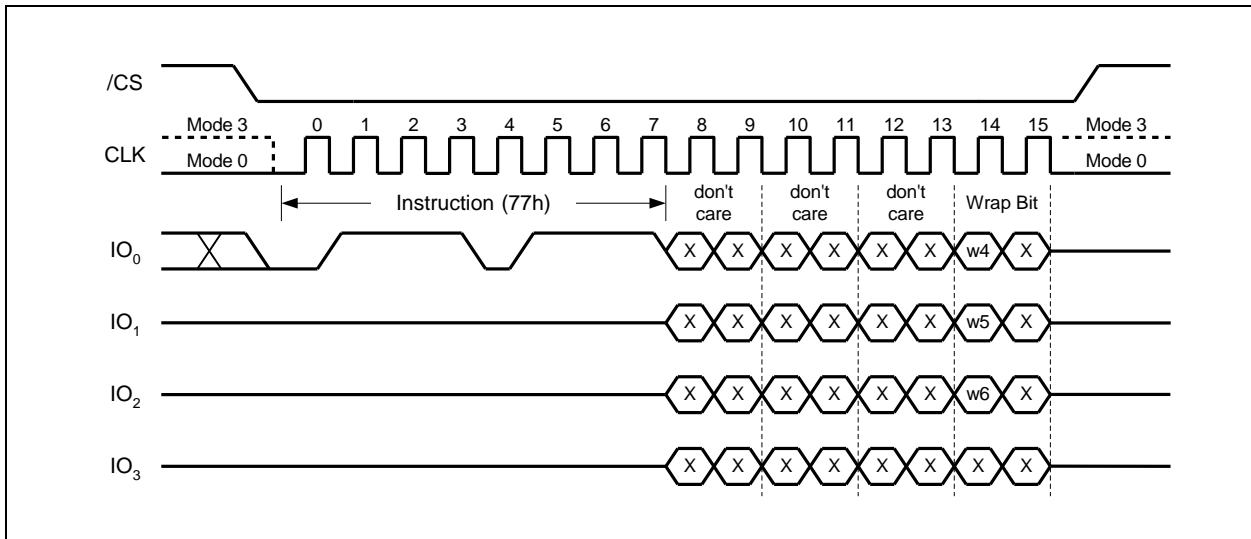 /CS
Mode 3 0 1 2 3 4 5 6 7 8 9 10 11 12 13 14 15 Mode 3
CLK
Mode 0 Mode 0
Instruction (77h) don't care don't care don't care Wrap Bit
IO0 X X X X X X w4 X
IO1 X X X X X X w5 X
IO2 X X X X X X w6 X
IO3 X X X X X X X X